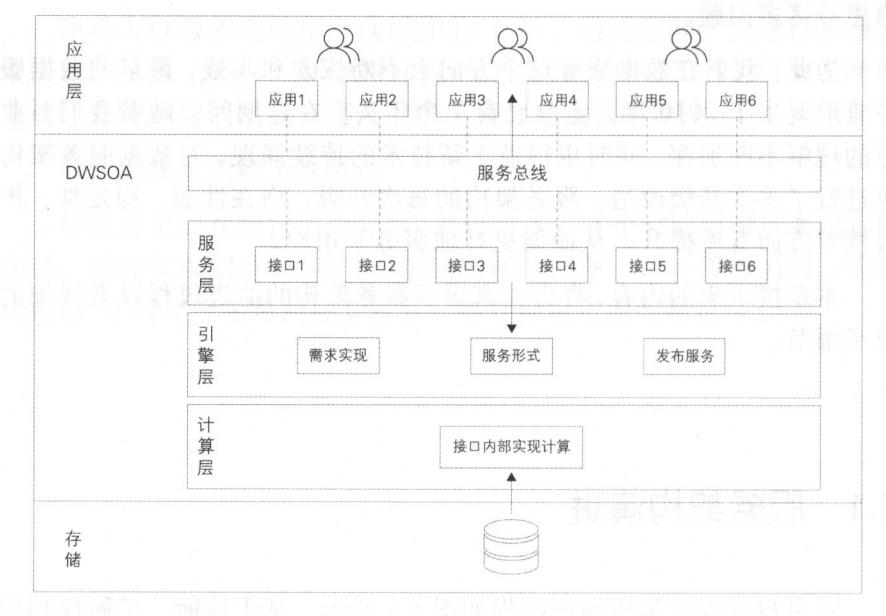 应用层
应用1 应用2 应用3 应用4 应用5 应用6
DWSOA
服务总线
服务层
接口1 接口2 接口3 接口4 接口5 接口6
引擎层
需求实现 服务形式 发布服务
计算层
接口内部实现计算
存储